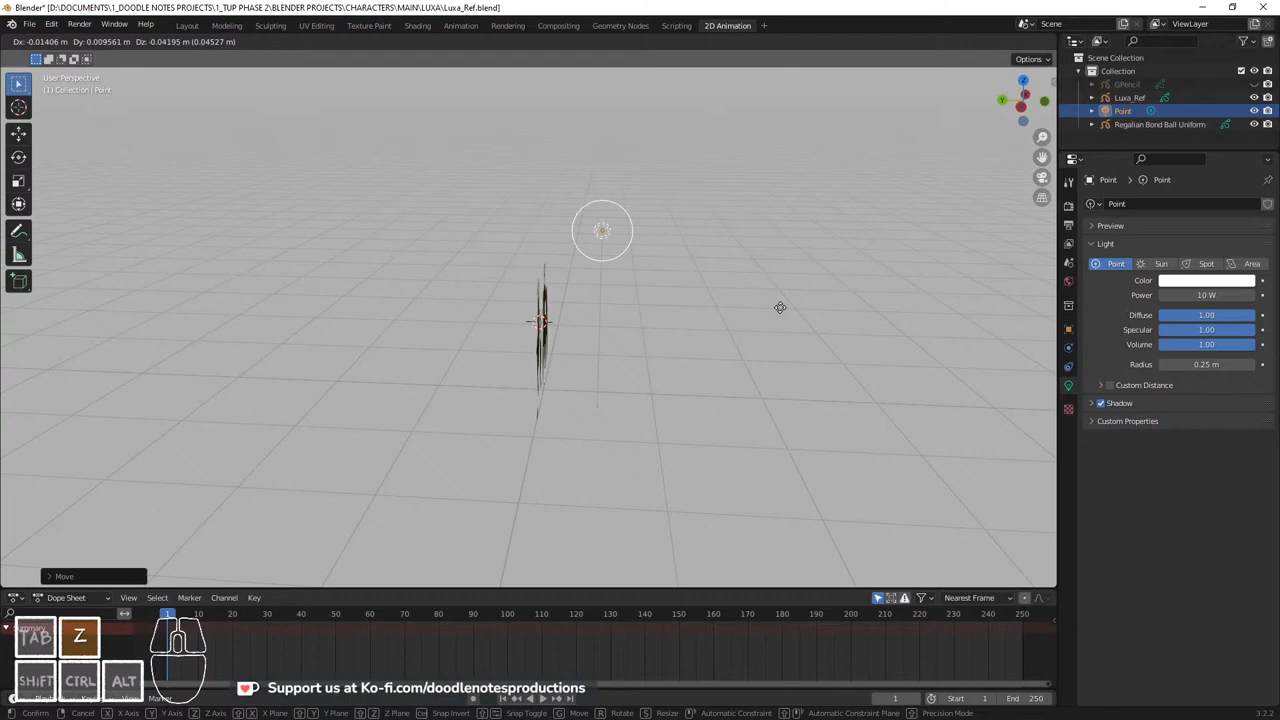 Blender* [D:\DOCUMENTS\1_DOODLE NOTES PROJECTS\1_TUP PHASE 2\BLENDER PROJECTS\CHARACTERS\MAIN\LUXA\Luxa_Ref.blend]
File Edit Render Window Help Layout Modeling Sculpting UV Editing Texture Paint Shading Animation Rendering Compositing Geometry Nodes Scripting 2D Animation + Scene ViewLayer
Dx: -0.01406 m Dy: 0.009561 m Dz: -0.04195 m (0.04527 m)
Options
User Perspective
(1) Collection | Point
Z
Y
Scene Collection
Collection
GPencil
Luxa_Ref
Point
Regalian Bond Ball Uniform
Point > Point
Point
Preview
Light
Point Sun Spot Area
Color
Power 10 W
Diffuse 1.00
Specular 1.00
Volume 1.00
Radius 0.25 m
Custom Distance
Shadow
Custom Properties
Move
Dope Sheet View Select Marker Channel Key Nearest Frame
1 10 20 30 40 50 60 70 80 90 100 110 120 130 140 150 160 170 180 190 200 210 220 230 240 250
Summary
TAB Z
SHIFT CTRL ALT
Support us at Ko-fi.com/doodlenotesproductions
Marker
1 Start 1 End 250
Confirm Cancel X X Axis Y Y Axis Z Z Axis X X Plane Y Y Plane Z Z Plane Snap Invert Snap Toggle G Move R Rotate S Resize Automatic Constraint Automatic Constraint Plane Precision Mode 3.2.2